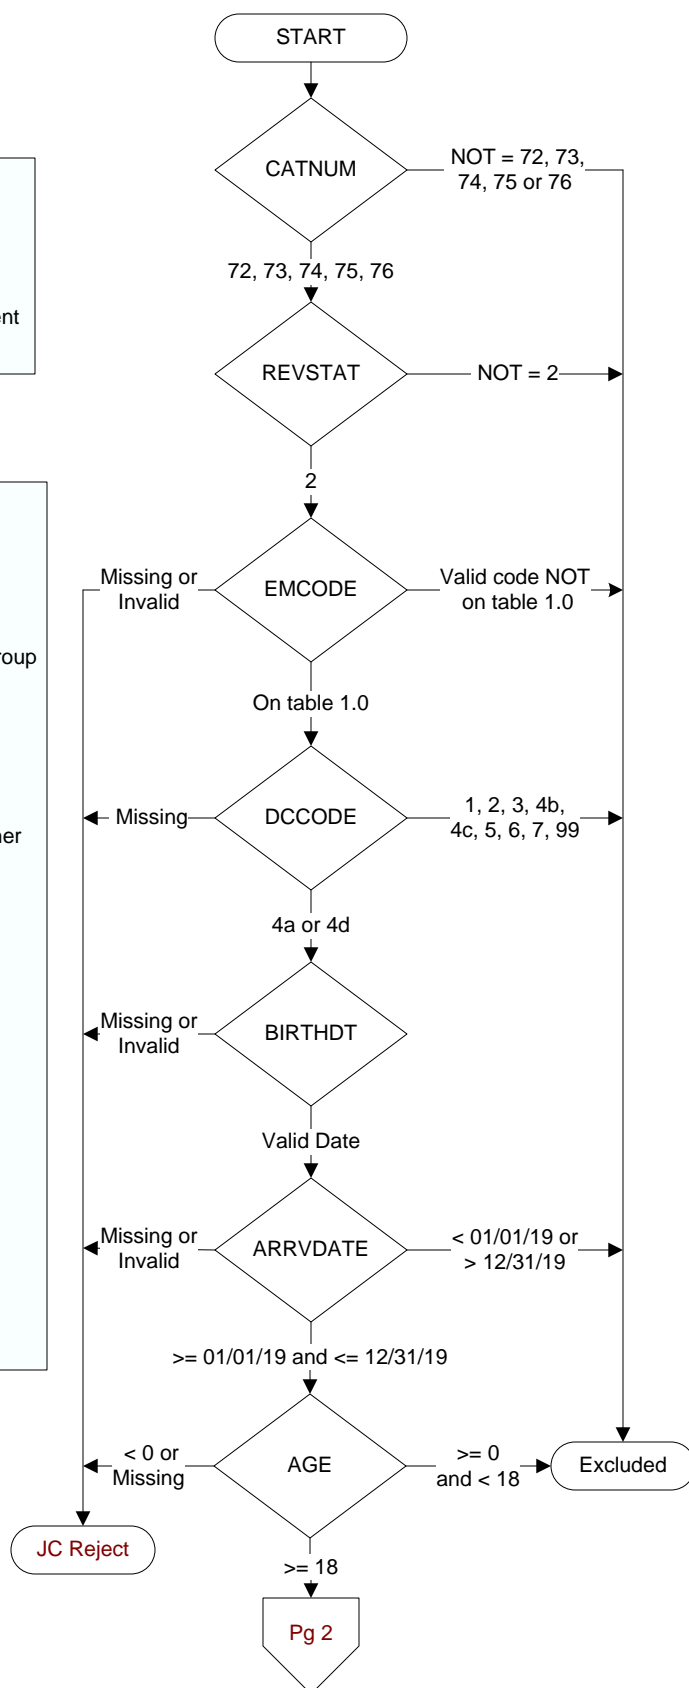 START
CATNUM
NOT = 72, 73,
74, 75 or 76
72, 73, 74, 75, 76
REVSTAT
NOT = 2
2
Missing or
Invalid
EMCODE
Valid code NOT
on table 1.0
On table 1.0
Missing
DCCODE
1, 2, 3, 4b,
4c, 5, 6, 7, 99
4a or 4d
Missing or
Invalid
BIRTHDT
Valid Date
Missing or
Invalid
ARRVDATE
< 01/01/19 or
> 12/31/19
>= 01/01/19 and <= 12/31/19
< 0 or
Missing
AGE
>= 0
and < 18
Excluded
JC Reject
>= 18
Pg 2